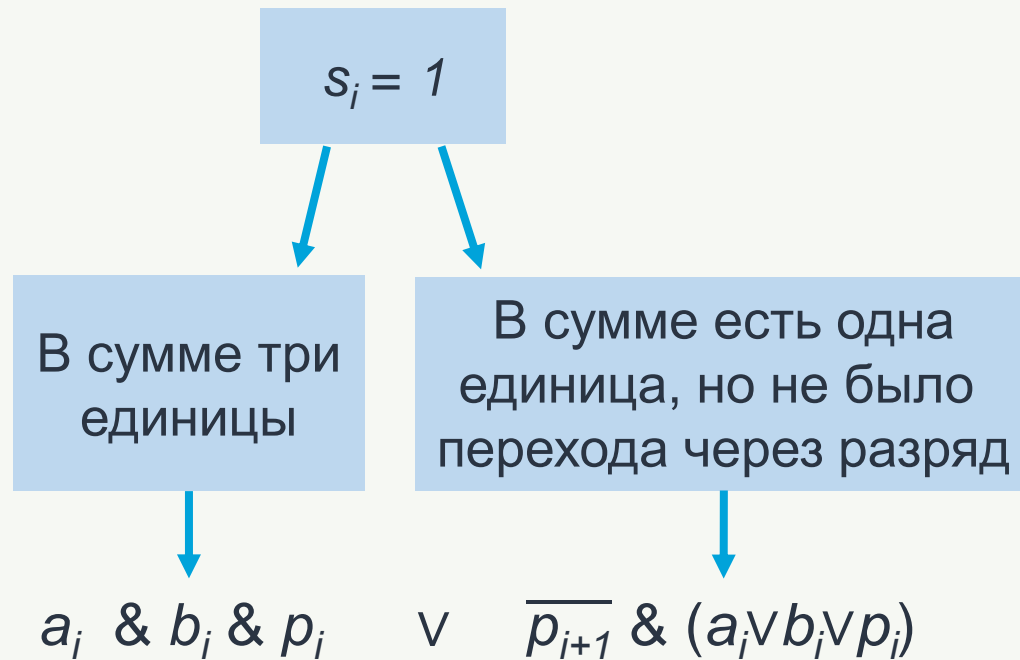 sᵢ = 1
В сумме три
единицы
В сумме есть одна
единица, но не было
перехода через разряд
aᵢ & bᵢ & pᵢ ∨ p̅ᵢ₊₁ & (aᵢ∨bᵢ∨pᵢ)